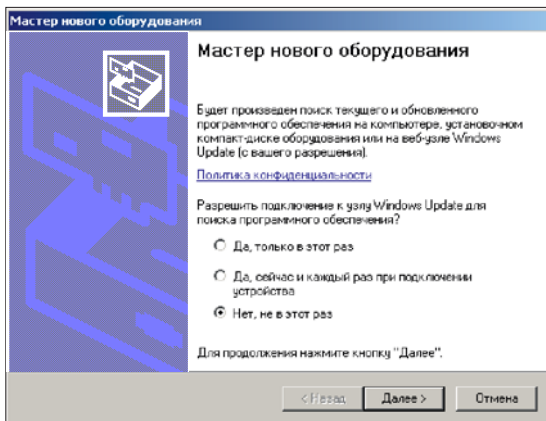 Мастер нового оборудования
Мастер нового оборудования
Будет произведен поиск текущего и обновленного
программного обеспечения на компьютере, установочном
компакт-диске оборудования или на веб-узле Windows
Update (с вашего разрешения).
Политика конфиденциальности
Разрешить подключение к узлу Windows Update для
поиска программного обеспечения?
Да, только в этот раз
Да, сейчас и каждый раз при подключении
устройства
Нет, не в этот раз
Для продолжения нажмите кнопку "Далее".
< Назад
Далее >
Отмена